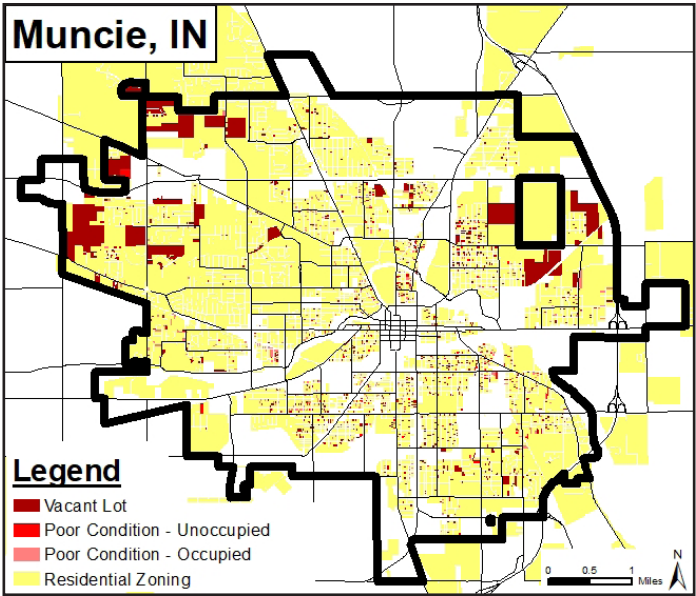 Muncie, IN
Legend
Vacant Lot
Poor Condition - Unoccupied
Poor Condition - Occupied
Residential Zoning
N
0 0.5 1
Miles